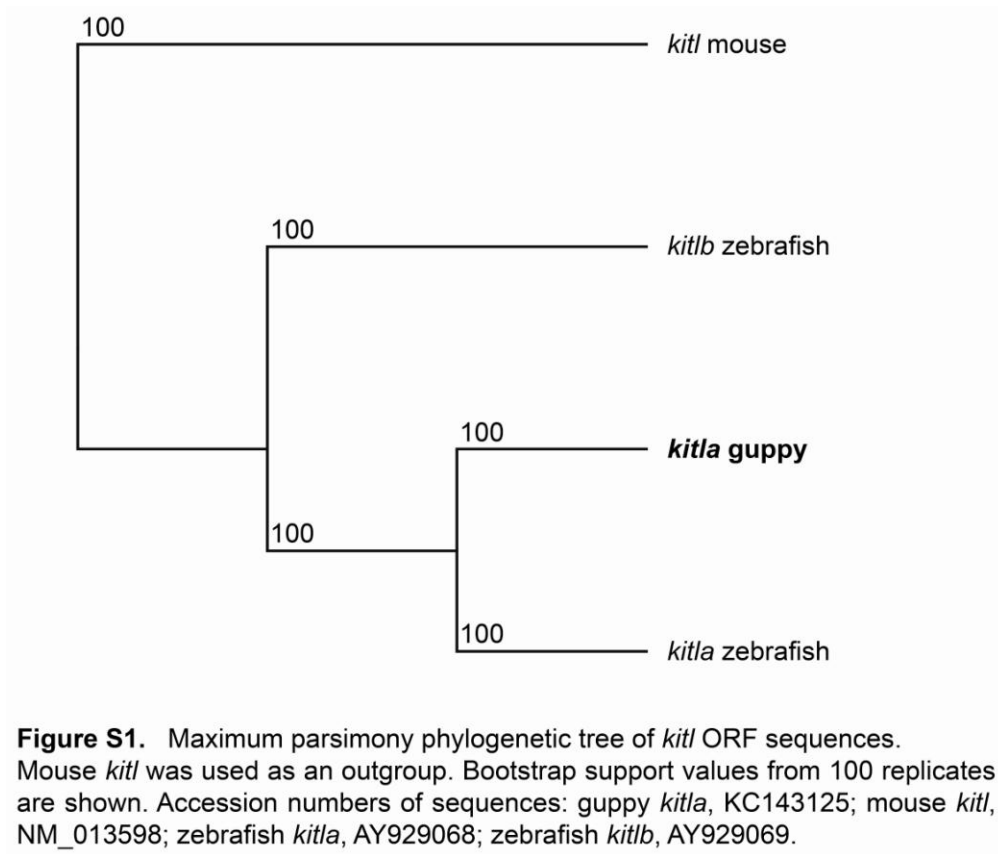 100
kitl mouse
100
kitlb zebrafish
100
kitla guppy
100
100
kitla zebrafish
Figure S1. Maximum parsimony phylogenetic tree of kitl ORF sequences.
Mouse kitl was used as an outgroup. Bootstrap support values from 100 replicates
are shown. Accession numbers of sequences: guppy kitla, KC143125; mouse kitl,
NM_013598; zebrafish kitla, AY929068; zebrafish kitlb, AY929069.